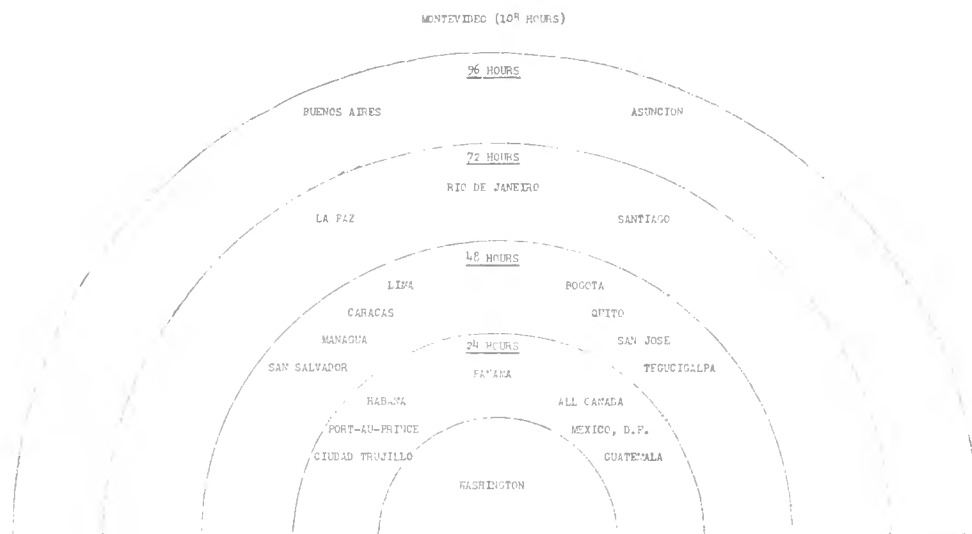 MONTEVIDEO (108 HOURS)
96 HOURS
BUENOS AIRES ASUNCION
72 HOURS
RIO DE JANEIRO
LA PAZ SANTIAGO
48 HOURS
LIMA BOGOTA
CARACAS QUITO
MANAGUA SAN JOSE
24 HOURS
SAN SALVADOR TEGUCIGALPA
PANAMA
HABANA ALL CANADA
PORT-AU-PRINCE MEXICO, D.F.
CIUDAD TRUJILLO GUATEMALA
WASHINGTON